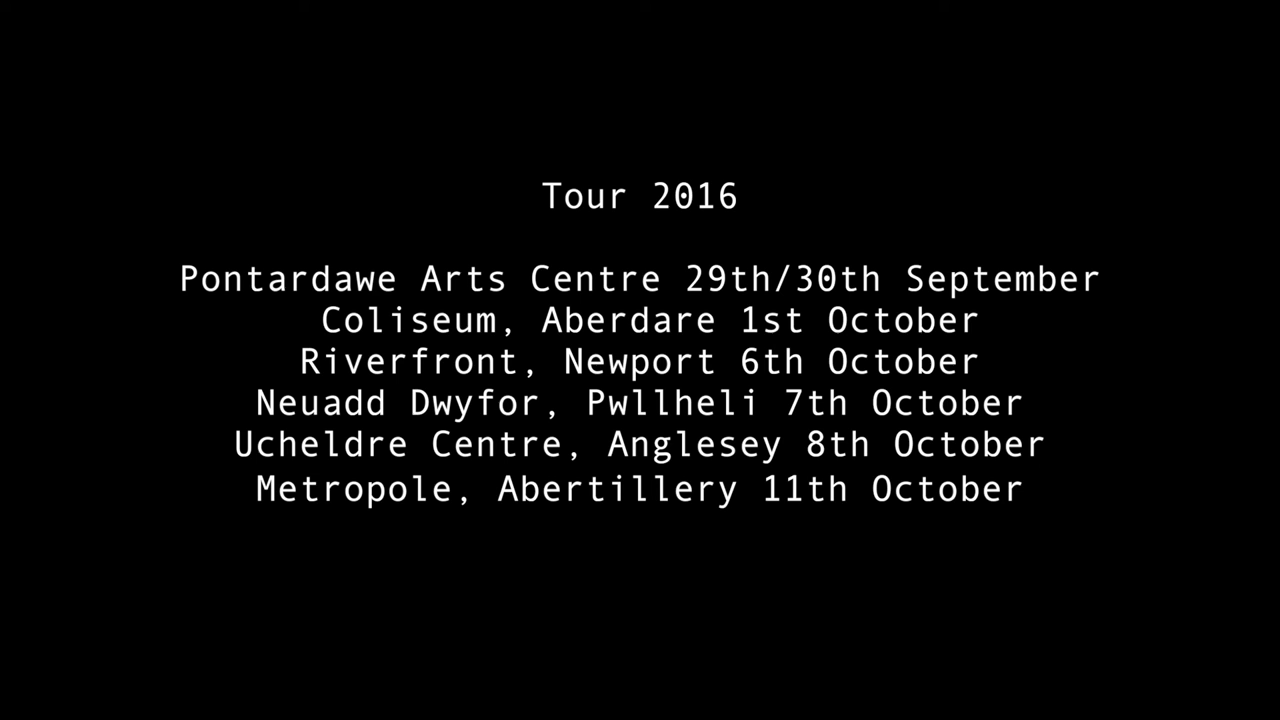 Tour 2016
Pontardawe Arts Centre 29th/30th September
Coliseum, Aberdare 1st October
Riverfront, Newport 6th October
Neuadd Dwyfor, Pwllheli 7th October
Ucheldre Centre, Anglesey 8th October
Metropole, Abertillery 11th October